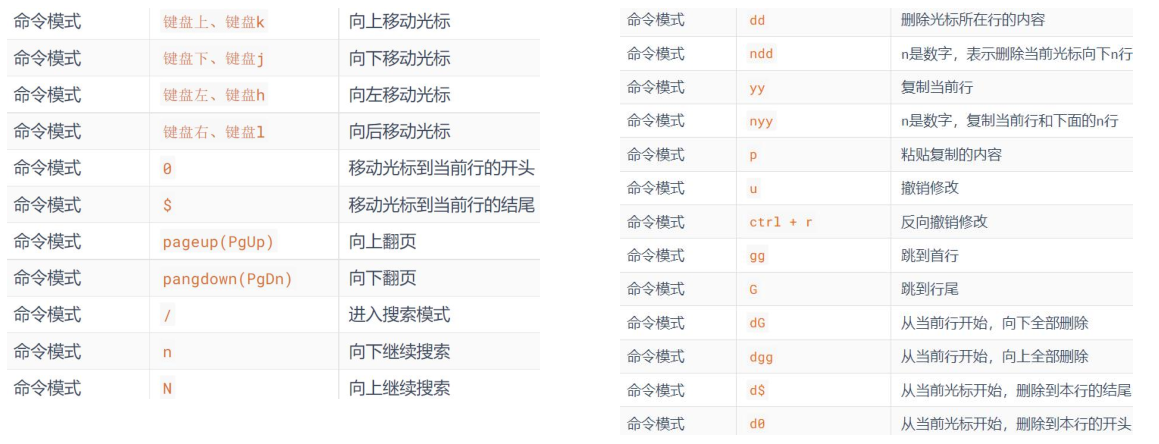 命令模式 键盘上、键盘k 向上移动光标
命令模式 键盘下、键盘j 向下移动光标
命令模式 键盘左、键盘h 向左移动光标
命令模式 键盘右、键盘l 向后移动光标
命令模式 0 移动光标到当前行的开头
命令模式 $ 移动光标到当前行的结尾
命令模式 pageup(PgUp) 向上翻页
命令模式 pangdown(PgDn) 向下翻页
命令模式 / 进入搜索模式
命令模式 n 向下继续搜索
命令模式 N 向上继续搜索
命令模式 dd 删除光标所在行的内容
命令模式 ndd n是数字，表示删除当前光标向下n行
命令模式 yy 复制当前行
命令模式 nyy n是数字，复制当前行和下面的n行
命令模式 p 粘贴复制的内容
命令模式 u 撤销修改
命令模式 ctrl + r 反向撤销修改
命令模式 gg 跳到首行
命令模式 G 跳到行尾
命令模式 dG 从当前行开始，向下全部删除
命令模式 dgg 从当前行开始，向上全部删除
命令模式 d$ 从当前光标开始，删除到本行的结尾
命令模式 d0 从当前光开始，删除到本行的开头